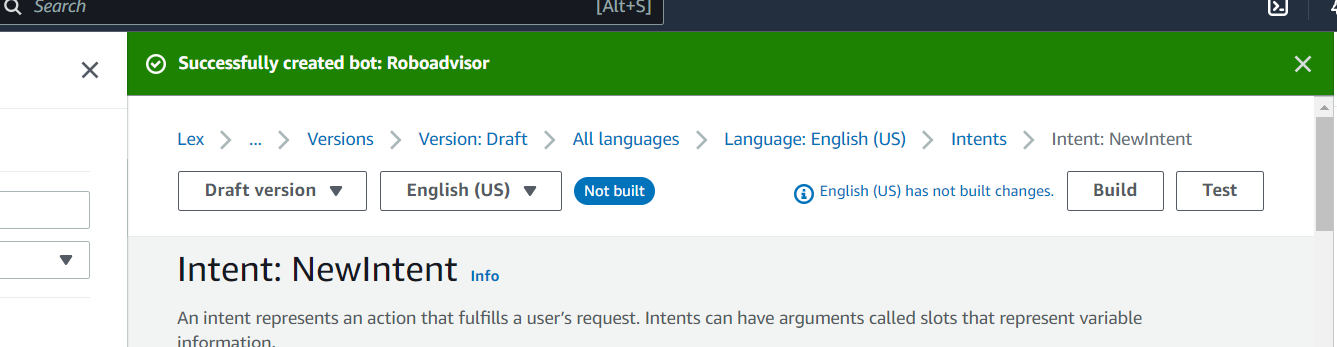 Search [Alt+S]
Successfully created bot: Roboadvisor
Lex > ... > Versions > Version: Draft > All languages > Language: English (US) > Intents > Intent: NewIntent
Draft version English (US) Not built English (US) has not built changes. Build Test
Intent: NewIntent Info
An intent represents an action that fulfills a user’s request. Intents can have arguments called slots that represent variable
information.